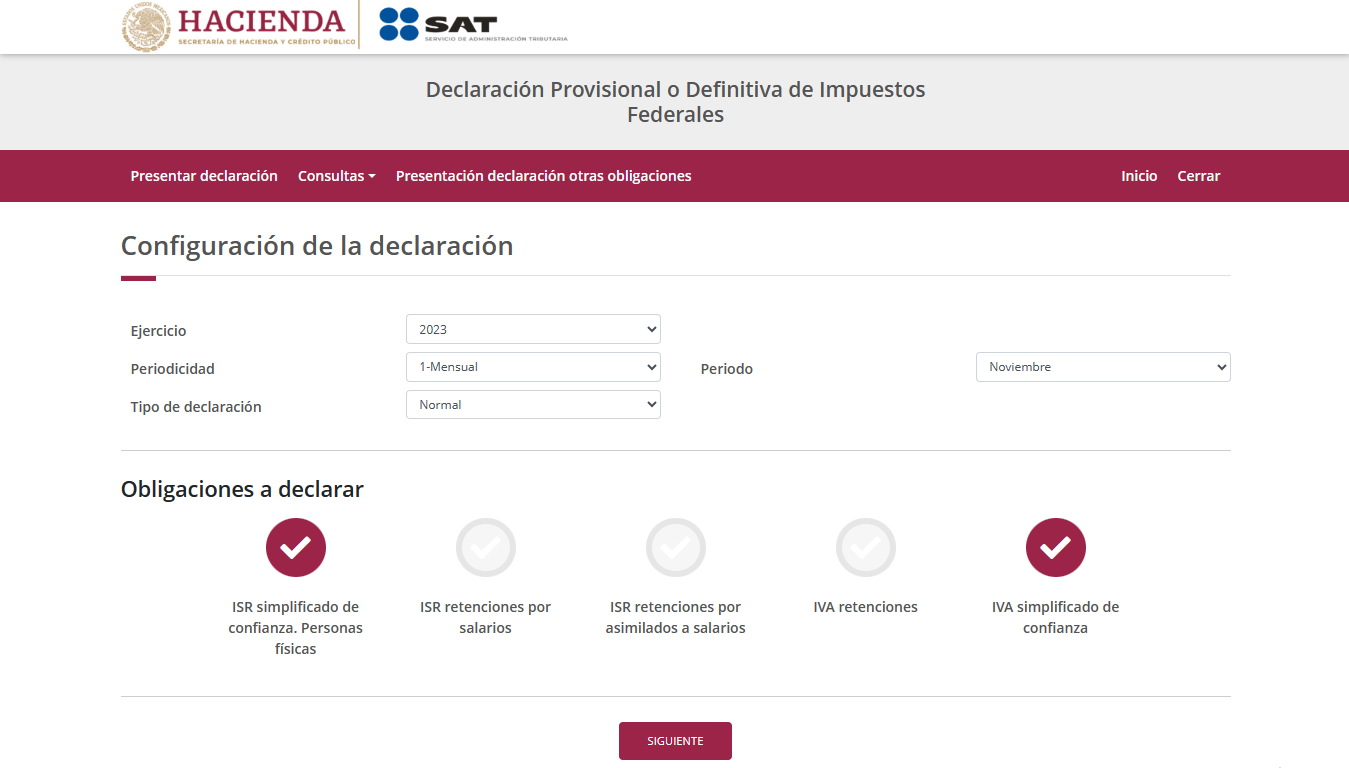 HACIENDA
SECRETARÍA DE HACIENDA Y CRÉDITO PÚBLICO
SAT
SERVICIO DE ADMINISTRACIÓN TRIBUTARIA
Declaración Provisional o Definitiva de Impuestos
Federales
Presentar declaración Consultas Presentación declaración otras obligaciones Inicio Cerrar
Configuración de la declaración
Ejercicio 2023
Periodicidad 1-Mensual Periodo Noviembre
Tipo de declaración Normal
Obligaciones a declarar
ISR simplificado de
confianza. Personas
físicas
ISR retenciones por
salarios
ISR retenciones por
asimilados a salarios
IVA retenciones
IVA simplificado de
confianza
SIGUIENTE